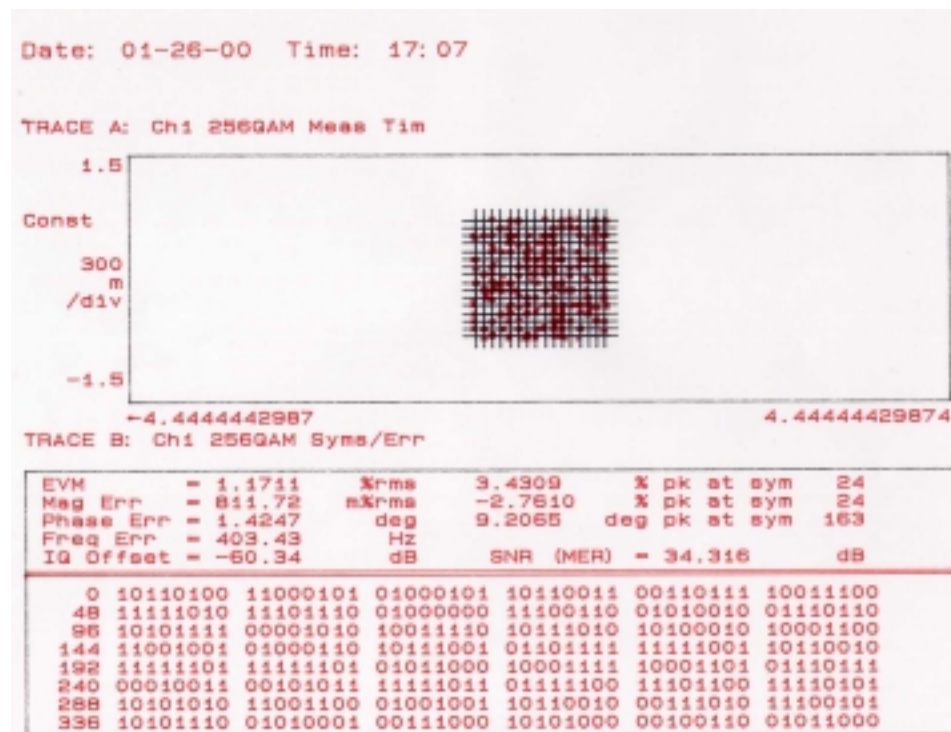 Date: 01-26-00 Time: 17:07
TRACE A: Ch1 256QAM Meas Tim
1.5
Const
300
m
/div
-1.5
-4.4444442987 4.44444429874
TRACE B: Ch1 256QAM Syms/Err
EVM = 1.1711 %rms 3.4309 % pk at sym 24
Mag Err = 811.72 m%rms -2.7610 % pk at sym 24
Phase Err = 1.4247 deg 9.2065 deg pk at sym 163
Freq Err = 403.43 Hz
IQ Offset = -60.34 dB SNR (MER) = 34.316 dB
0 10110100 11000101 01000101 10110011 00110111 10011100
48 11111010 11101110 01000000 11100110 01010010 01110110
96 10101111 00001010 10011110 10111010 10100010 10001100
144 11001001 01000110 10111001 01101101 11111001 10110010
192 11111101 11111101 01011000 10001111 10001101 01110111
240 00010011 00101011 11111011 01111100 11101100 11110101
288 10101010 11001100 01001001 10110010 00111010 11100101
336 10101110 01010001 00111000 10101000 00100110 01011000